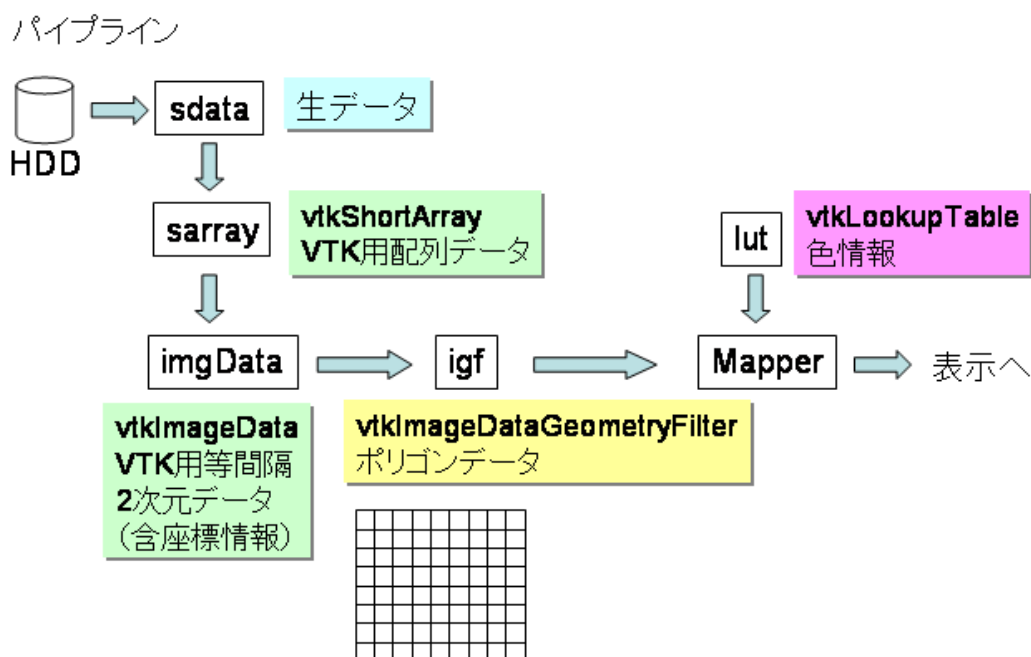 パイプライン
HDD
sdata
生データ
sarray
vtkShortArray
VTK用配列データ
lut
vtkLookupTable
色情報
imgData
igf
Mapper
表示へ
vtkImageData
VTK用等間隔
2次元データ
(含座標情報)
vtkImageDataGeometryFilter
ポリゴンデータ